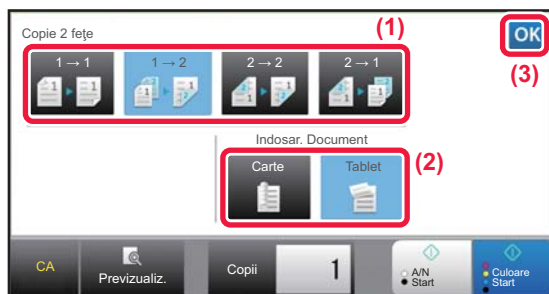 Copie 2 feţe
(1)
OK
1 → 1
1 → 2
2 → 2
2 → 1
(3)
Indosar. Document
Carte
Tablet
(2)
CA
Previzualiz.
Copii
1
A/N
Start
Culoare
Start